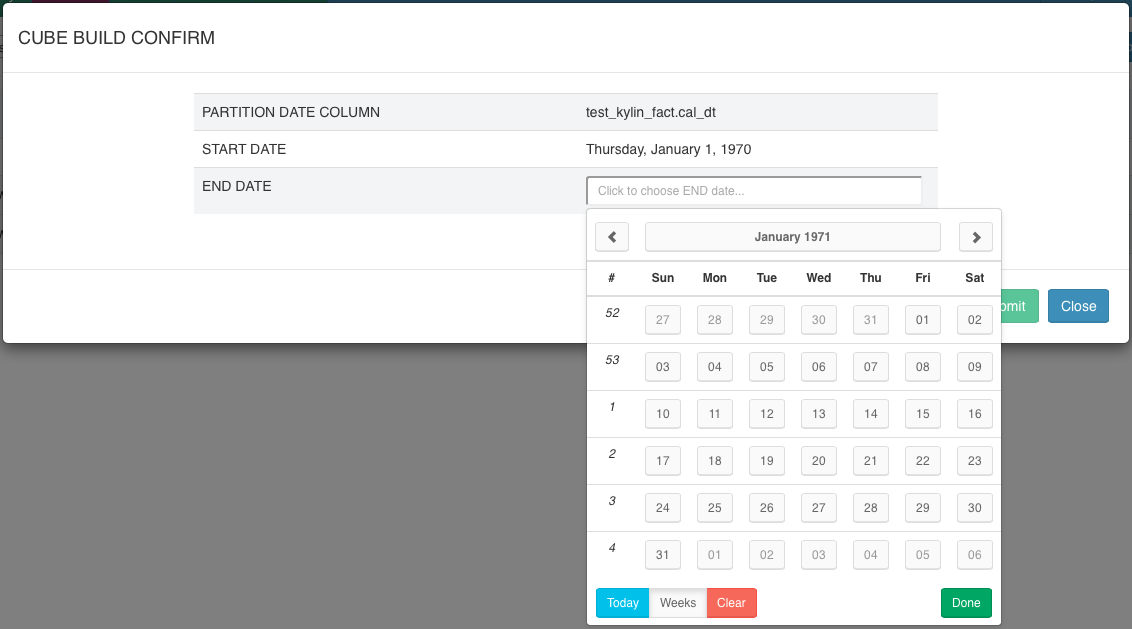 CUBE BUILD CONFIRM
PARTITION DATE COLUMN test_kylin_fact.cal_dt
START DATE Thursday, January 1, 1970
END DATE Click to choose END date...
January 1971
# Sun Mon Tue Wed Thu Fri Sat
52 27 28 29 30 31 01 02
53 03 04 05 06 07 08 09
1 10 11 12 13 14 15 16
2 17 18 19 20 21 22 23
3 24 25 26 27 28 29 30
4 31 01 02 03 04 05 06
Today Weeks Clear Done
omit Close